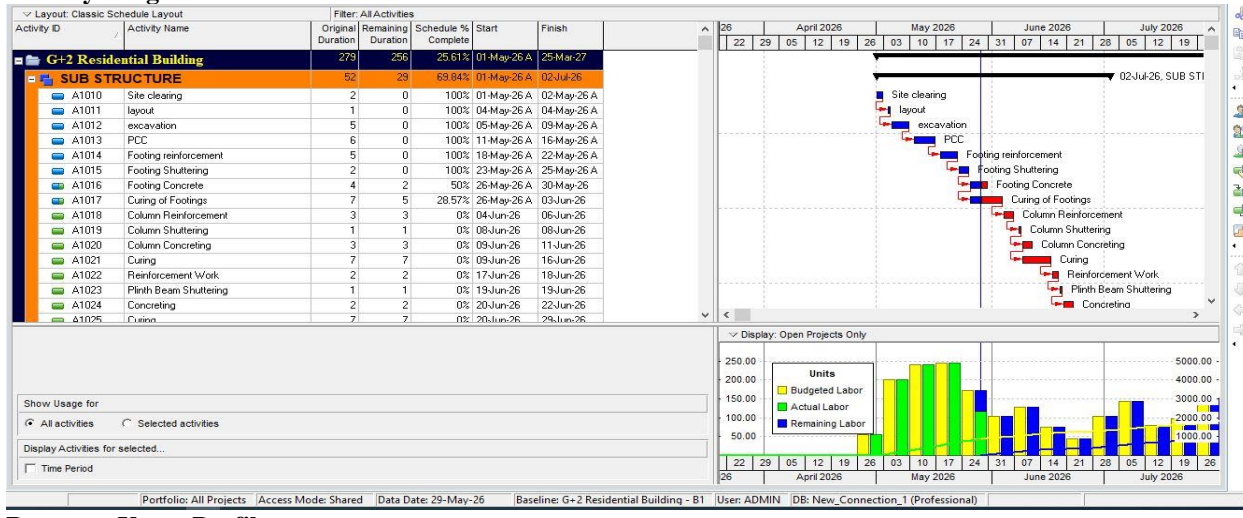 Layout: Classic Schedule Layout Filter: All Activities
Activity ID Activity Name Original Duration Remaining Duration Schedule % Complete Start Finish
G+2 Residential Building 279 256 25.61% 01-May-26 A 25-Mar-27
SUB STRUCTURE 52 29 69.84% 01-May-26 A 02-Jul-26
A1010 Site clearing 2 0 100% 01-May-26 A 02-May-26 A
A1011 layout 1 0 100% 04-May-26 A 04-May-26 A
A1012 excavation 5 0 100% 05-May-26 A 09-May-26 A
A1013 PCC 6 0 100% 11-May-26 A 16-May-26 A
A1014 Footing reinforcement 5 0 100% 18-May-26 A 22-May-26 A
A1015 Footing Shuttering 2 0 100% 23-May-26 A 25-May-26 A
A1016 Footing Concrete 4 2 50% 26-May-26 A 30-May-26
A1017 Curing of Footings 7 5 28.57% 26-May-26 A 03-Jun-26
A1018 Column Reinforcement 3 3 0% 04-Jun-26 06-Jun-26
A1019 Column Shuttering 1 1 0% 08-Jun-26 08-Jun-26
A1020 Column Concreting 3 3 0% 09-Jun-26 11-Jun-26
A1021 Curing 7 7 0% 09-Jun-26 16-Jun-26
A1022 Reinforcement Work 2 2 0% 17-Jun-26 18-Jun-26
A1023 Plinth Beam Shuttering 1 1 0% 19-Jun-26 19-Jun-26
A1024 Concreting 2 2 0% 20-Jun-26 22-Jun-26
A1025 Curing 7 7 0% 20-Jun-26 29-Jun-26
26 April 2026 May 2026 June 2026 July 2026
22 29 05 12 19 26 03 10 17 24 31 07 14 21 28 05 12 19
02-Jul-26, SUB STI
Site clearing
layout
excavation
PCC
Footing reinforcement
Footing Shuttering
Footing Concrete
Curing of Footings
Column Reinforcement
Column Shuttering
Column Concreting
Curing
Reinforcement Work
Plinth Beam Shuttering
Concreting
Show Usage for
All activities Selected activities
Display Activities for selected...
Time Period
Display: Open Projects Only
250.00 5000.00
200.00 4000.00
150.00 3000.00
100.00 2000.00
50.00 1000.00
Units
Budgeted Labor
Actual Labor
Remaining Labor
22 29 05 12 19 26 03 10 17 24 31 07 14 21 28 05 12 19 26
26 April 2026 May 2026 June 2026 July 2026
Portfolio: All Projects Access Mode: Shared Data Date: 29-May-26 Baseline: G+2 Residential Building - B1 User: ADMIN DB: New_Connection_1 (Professional)